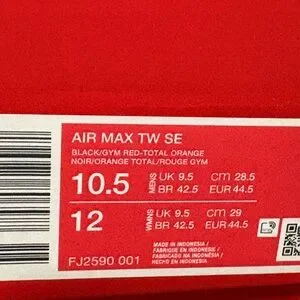 AIR MAX TW SE
BLACK/GYM RED-TOTAL ORANGE
NOIR/ORANGE TOTAL/ROUGE GYM
10.5 MENS UK 9.5 CM 28.5
BR 42.5 EUR 44.5
12 WMNS UK 9.5 CM 29
BR 42.5 EUR 44.5
MADE IN INDONESIA /
FABRIQUÉ EN INDONÉSIE /
FABRICADO NA INDONÉSIA /
HECHO EN INDONESIA
FJ2590 001